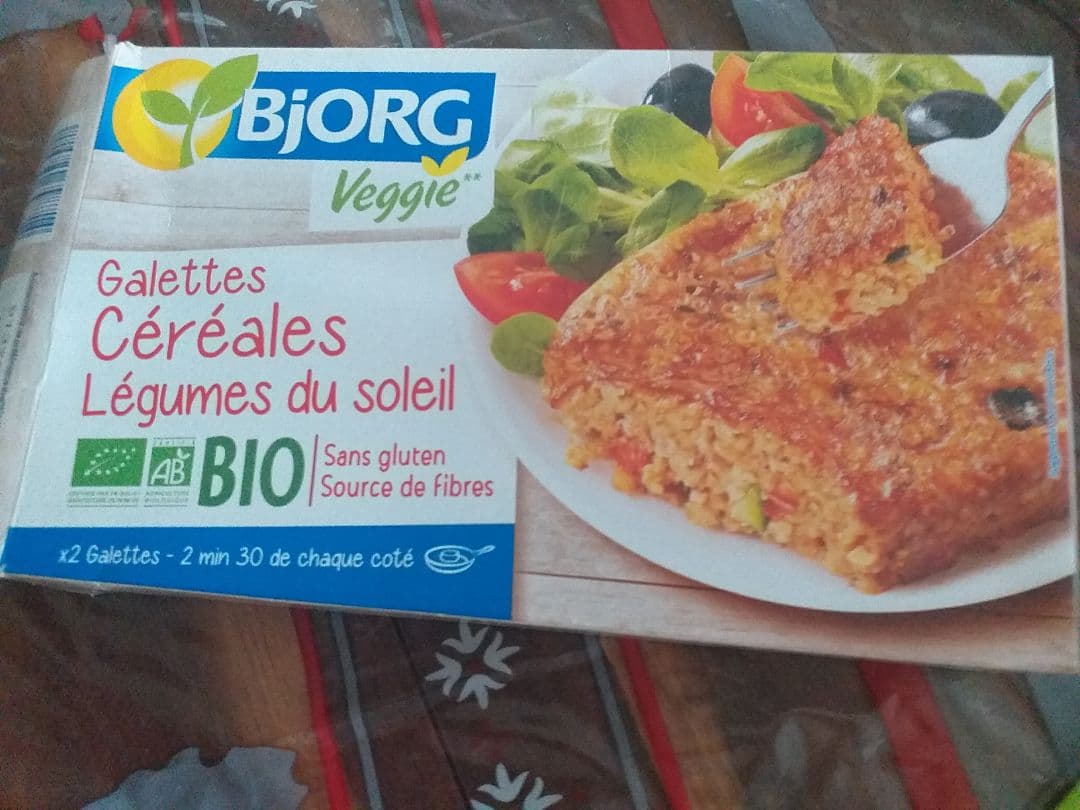 BjORG
Veggie**
Galettes
Céréales
Légumes du soleil
AB
BIO
Sans gluten
Source de fibres
x2 Galettes - 2 min 30 de chaque coté